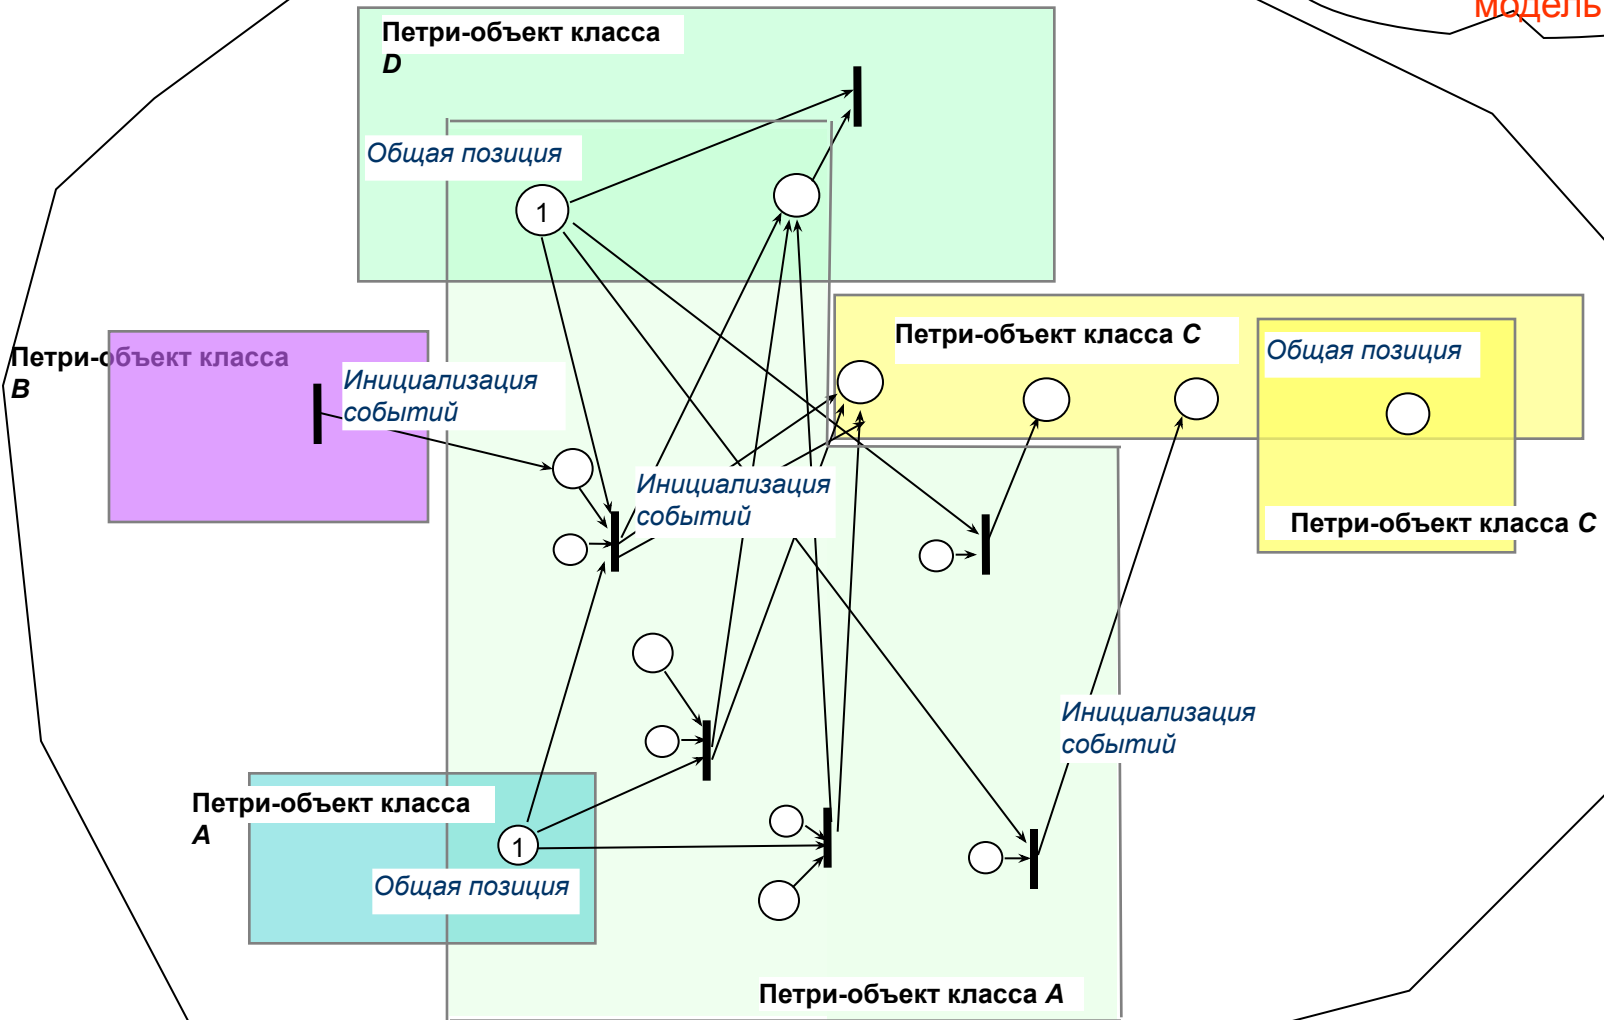 модель
Петри-объект класса
D
Общая позиция
1
Петри-объект класса C
Общая позиция
Петри-объект класса
B
Инициализация
событий
Инициализация
событий
Петри-объект класса C
Инициализация
событий
Петри-объект класса
A
1
Общая позиция
Петри-объект класса A